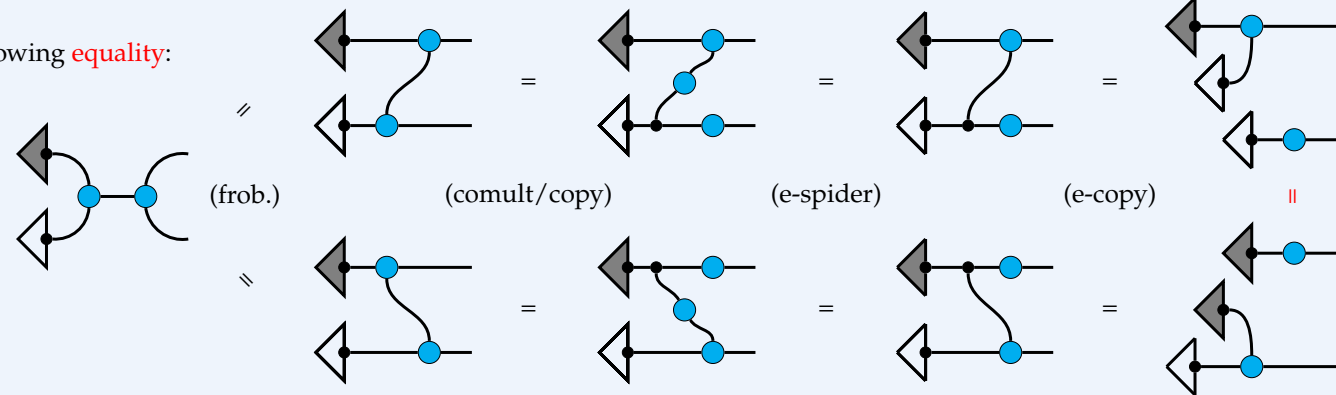 owing equality:
=
=
=
=
(frob.)
(comult/copy)
(e-spider)
(e-copy)
=
=
=
=
=